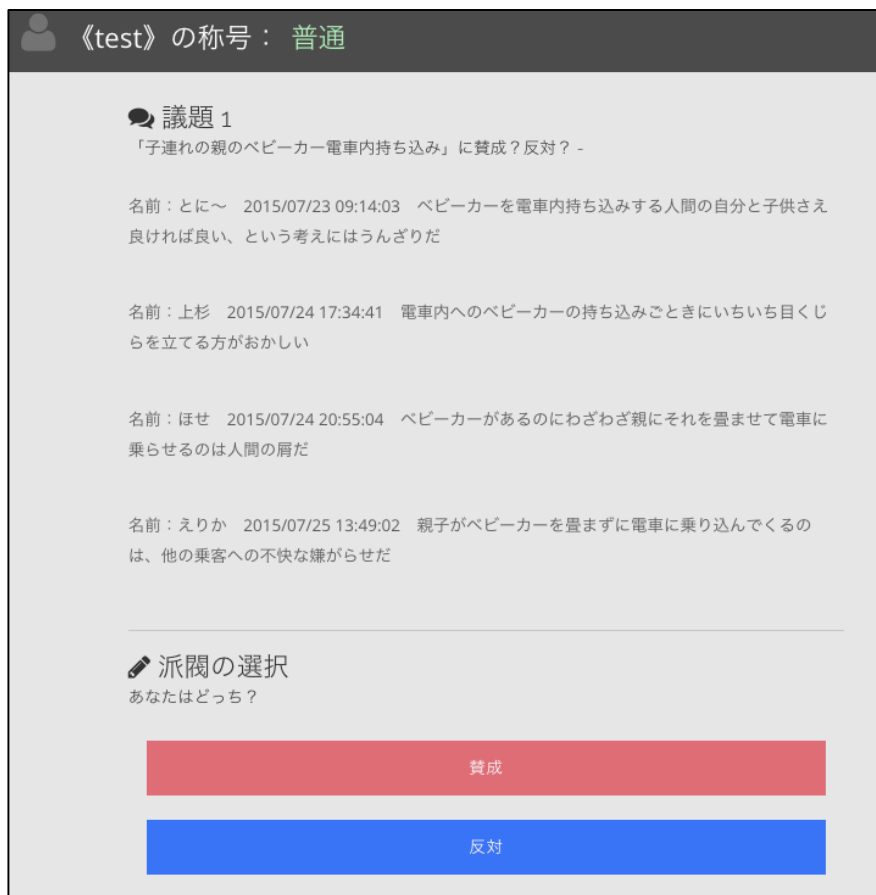 《test》の称号： 普通
議題 1
「子連れの親のベビーカー電車内持ち込み」に賛成？反対？ -
名前：とに～　2015/07/23 09:14:03　ベビーカーを電車内持ち込みする人間の自分と子供さえ
良ければ良い、という考えにはうんざりだ
名前：上杉　2015/07/24 17:34:41　電車内へのベビーカーの持ち込みごときにいちいち目くじ
らを立てる方がおかしい
名前：ほせ　2015/07/24 20:55:04　ベビーカーがあるのにわざわざ親にそれを畳ませて電車に
乗らせるのは人間の屑だ
名前：えりか　2015/07/25 13:49:02　親子がベビーカーを畳まずに電車に乗り込んでくるの
は、他の乗客への不快な嫌がらせだ
派閥の選択
あなたはどっち？
賛成
反対